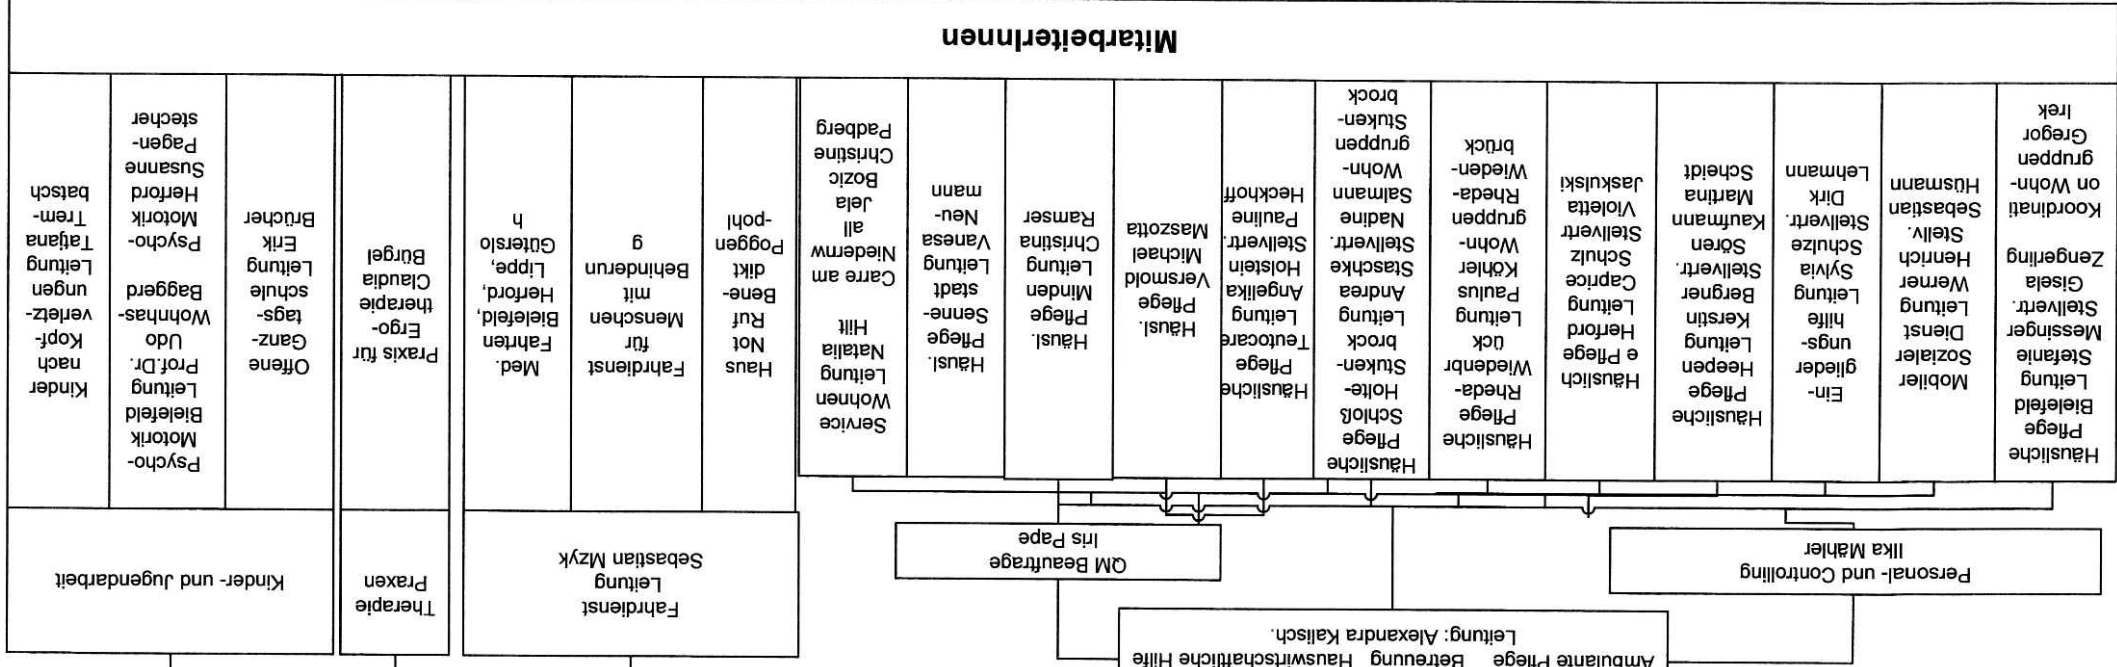 Ambulante Pflege Betreuung Hauswirtschaftliche Hilfe
Leitung: Alexandra Kalisch.
Personal- und Controlling
Ilka Mähler
QM Beauftrage
Iris Pape
Fahrdienst
Leitung
Sebastian Mzyk
Therapie
Praxen
Kinder- und Jugendarbeit
Häusliche
Pflege
Bielefeld
Leitung
Stefanie
Messinger
Stellvertr.
Gisela
Zengerling
Koordinati
on Wohn-
gruppen
Gregor
Irek
Mobiler
Sozialer
Dienst
Leitung
Werner
Henrich
Stellv.
Sebastian
Hüsmann
Ein-
glieder
ungs-
hilfe
Leitung
Sylvia
Schulze
Stellvertr.
Dirk
Lehmann
Häusliche
Pflege
Heepen
Leitung
Kerstin
Bergner
Stellvertr.
Sören
Kaufmann
Martina
Scheidt
Häuslich
e Pflege
Herford
Leitung
Caprice
Schulz
Stellvertr
Violetta
Jaskulski
Häusliche
Pflege
Rheda-
Wiedenbr
ück
Leitung
Paulus
Köhler
Wohn-
gruppen
Rheda-
Wieden-
brück
Häusliche
Pflege
Schloß
Holte-
Stuken-
brock
Leitung
Andrea
Staschke
Stellvertr.
Nadine
Salmann
Wohn-
gruppen
Stuken-
brock
Häusliche
Pflege
Teutocare
Leitung
Angelika
Holstein
Stellvertr.
Pauline
Heckhoff
Häusl.
Pflege
Versmold
Michael
Maszotta
Häusl.
Pflege
Minden
Leitung
Christina
Ramser
Häusl.
Pflege
Senne-
stadt
Leitung
Vanesa
Neu-
mann
Service
Wohnen
Leitung
Natalia
Hilt
Carre am
Niedernw
all
Jela
Bozic
Christine
Padberg
Haus
Not
Ruf
Bene-
dikt
Poggen
-pohl
Fahrdienst
für
Menschen
mit
Behinderun
g
Med.
Fahrten
Bielefeld,
Herford,
Lippe,
Güterslo
h
Praxis für
Ergo-
therapie
Claudia
Bürgel
Offene
Ganz-
tags-
schule
Leitung
Erik
Brücher
Psycho-
Motorik
Bielefeld
Leitung
Prof.Dr.
Udo
Wohnhas-
Baggerd
Psycho-
Motorik
Herford
Susanne
Pagen-
stecher
Kinder
nach
Kopf-
verletz-
ungen
Leitung
Tatjana
Trem-
batsch
MitarbeiterInnen